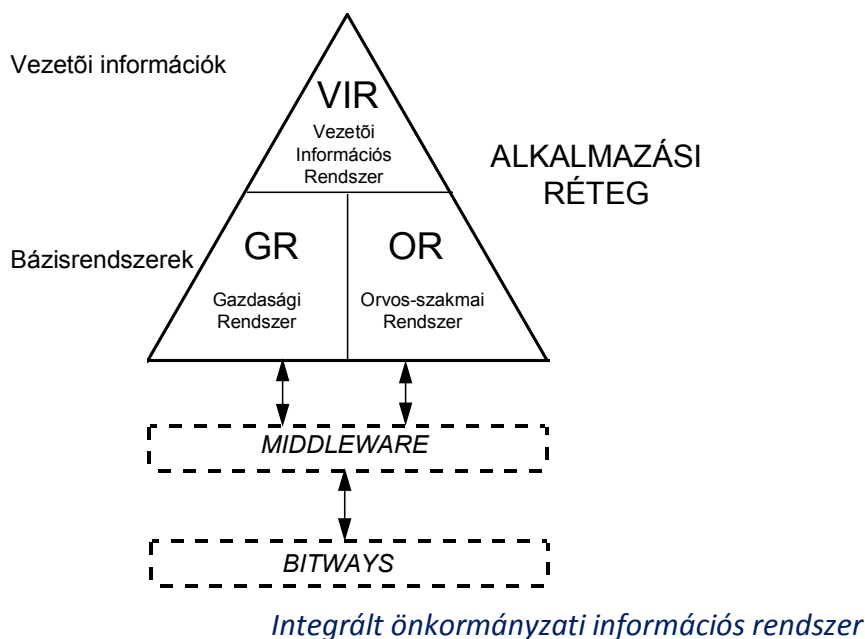 Vezetõi információk
VIR
Vezetõi
Információs
Rendszer
ALKALMAZÁSI
RÉTEG
Bázisrendszerek
GR
Gazdasági
Rendszer
OR
Orvos-szakmai
Rendszer
MIDDLEWARE
BITWAYS
Integrált önkormányzati információs rendszer